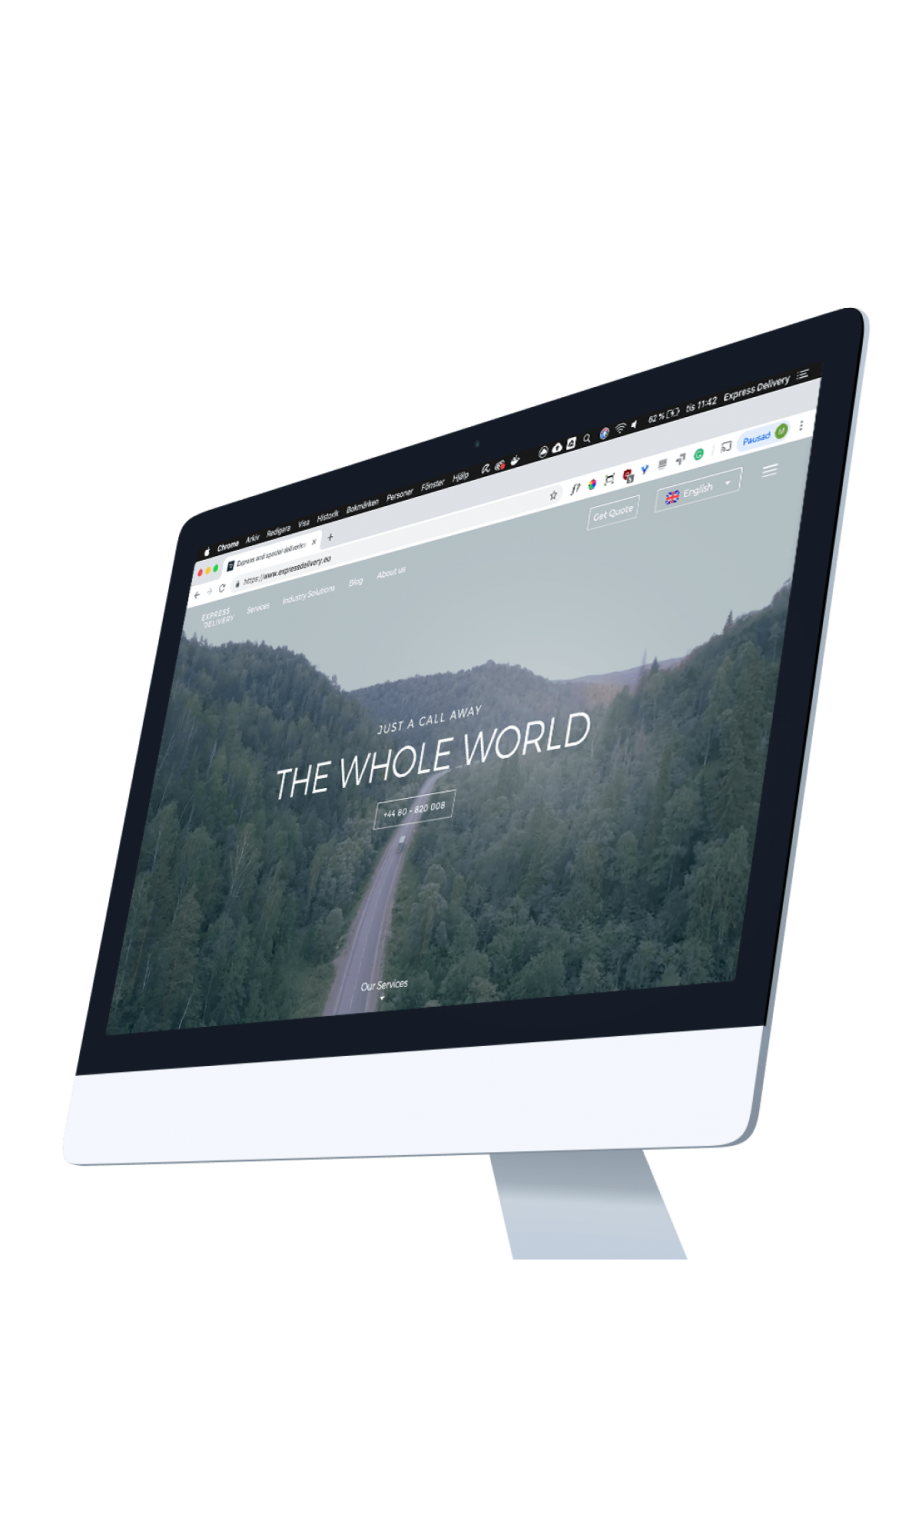 Chrome Arkiv Redigera Visa Historik Bokmärken Personer Fönster Hjälp 62 % tis 11:42 Express Delivery
Express and special deliveries
https://www.expressdelivery.eu
Pausad
EXPRESS
DELIVERY
Services Industry Solutions Blog About us
Get Quote
English
JUST A CALL AWAY
THE WHOLE WORLD
+44 80 - 820 008
Our Services